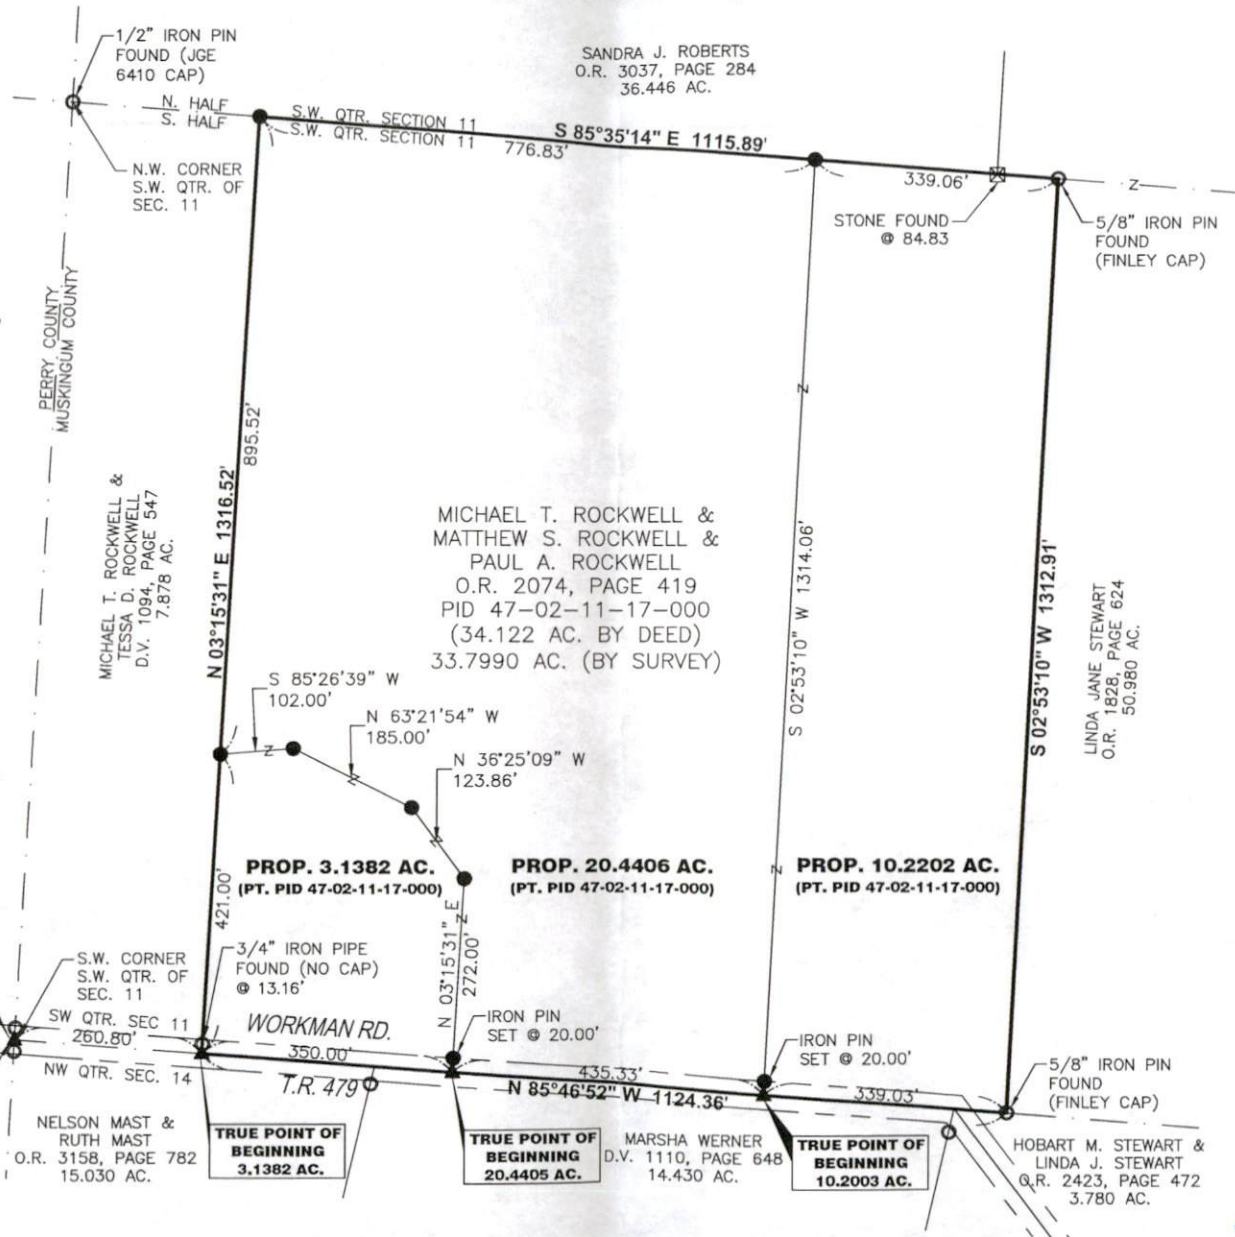 1/2" IRON PIN
FOUND (JGE
6410 CAP)
SANDRA J. ROBERTS
O.R. 3037, PAGE 284
36.446 AC.
N. HALF
S. HALF
S.W. QTR. SECTION 11
S.W. QTR. SECTION 11
S 85°35'14" E 1115.89'
776.83'
339.06'
Z
N.W. CORNER
S.W. QTR. OF
SEC. 11
STONE FOUND
@ 84.83
5/8" IRON PIN
FOUND
(FINLEY CAP)
PERRY COUNTY
MUSKINGUM COUNTY
895.52'
N 03°15'31" E 1316.52'
MICHAEL T. ROCKWELL &
TESSA D. ROCKWELL
D.V. 1094, PAGE 547
7.878 AC.
MICHAEL T. ROCKWELL &
MATTHEW S. ROCKWELL &
PAUL A. ROCKWELL
O.R. 2074, PAGE 419
PID 47-02-11-17-000
(34.122 AC. BY DEED)
33.7990 AC. (BY SURVEY)
Z
S 02°53'10" W 1314.06'
Z
S 02°53'10" W 1312.91'
LINDA JANE STEWART
O.R. 1828, PAGE 624
50.980 AC.
S 85°26'39" W
102.00'
Z
N 63°21'54" W
185.00'
Z
N 36°25'09" W
123.86'
Z
PROP. 3.1382 AC.
(PT. PID 47-02-11-17-000)
PROP. 20.4406 AC.
(PT. PID 47-02-11-17-000)
PROP. 10.2202 AC.
(PT. PID 47-02-11-17-000)
421.00'
N 03°15'31" E
Z
272.00'
S.W. CORNER
S.W. QTR. OF
SEC. 11
3/4" IRON PIPE
FOUND (NO CAP)
@ 13.16'
SW QTR. SEC 11
260.80'
NW QTR. SEC. 14
WORKMAN RD.
350.00'
T.R. 479
IRON PIN
SET @ 20.00'
435.33'
N 85°46'52" W 1124.36'
IRON PIN
SET @ 20.00'
339.03'
5/8" IRON PIN
FOUND
(FINLEY CAP)
NELSON MAST &
RUTH MAST
O.R. 3158, PAGE 782
15.030 AC.
TRUE POINT OF
BEGINNING
3.1382 AC.
TRUE POINT OF
BEGINNING
20.4405 AC.
MARSHA WERNER
D.V. 1110, PAGE 648
14.430 AC.
TRUE POINT OF
BEGINNING
10.2003 AC.
HOBART M. STEWART &
LINDA J. STEWART
O.R. 2423, PAGE 472
3.780 AC.